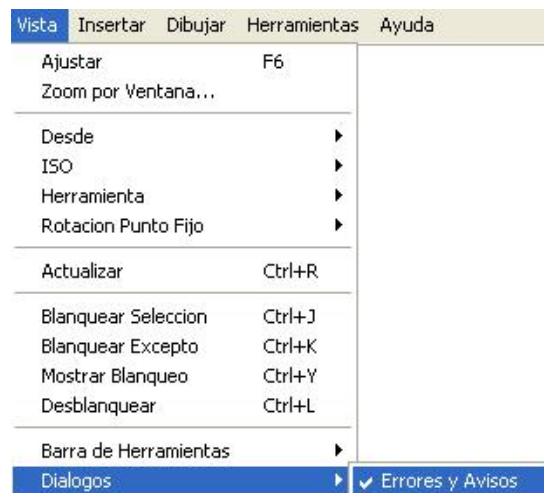 Vista Insertar Dibujar Herramientas Ayuda
Ajustar F6
Zoom por Ventana...
Desde
ISO
Herramienta
Rotacion Punto Fijo
Actualizar Ctrl+R
Blanquear Seleccion Ctrl+J
Blanquear Excepto Ctrl+K
Mostrar Blanqueo Ctrl+Y
Desblanquear Ctrl+L
Barra de Herramientas
Dialogos Errores y Avisos